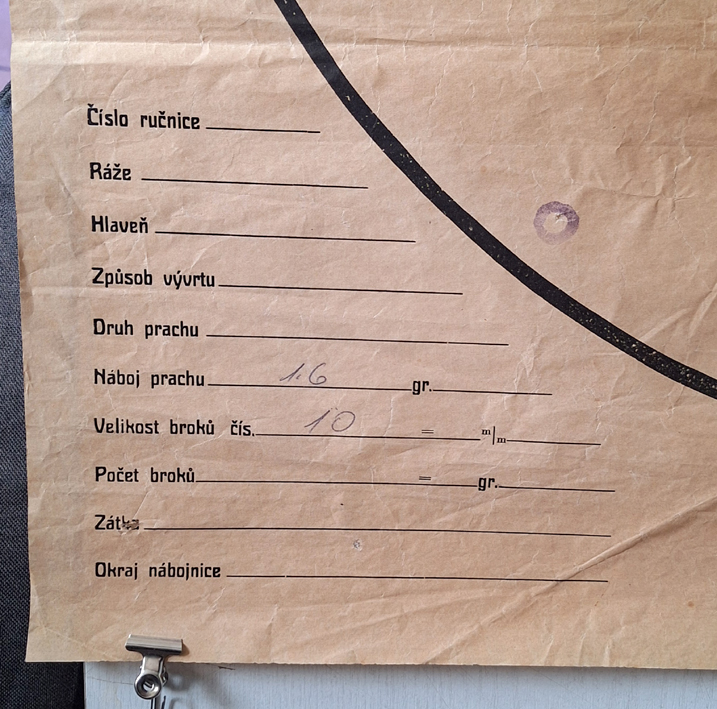 Číslo ručnice
Ráže
Hlaveň
Způsob vývrtu
Druh prachu
Náboj prachu 1.6 gr.
Velikost broků čís. 10 = m/m
Počet broků = gr.
Zátka
Okraj nábojnice